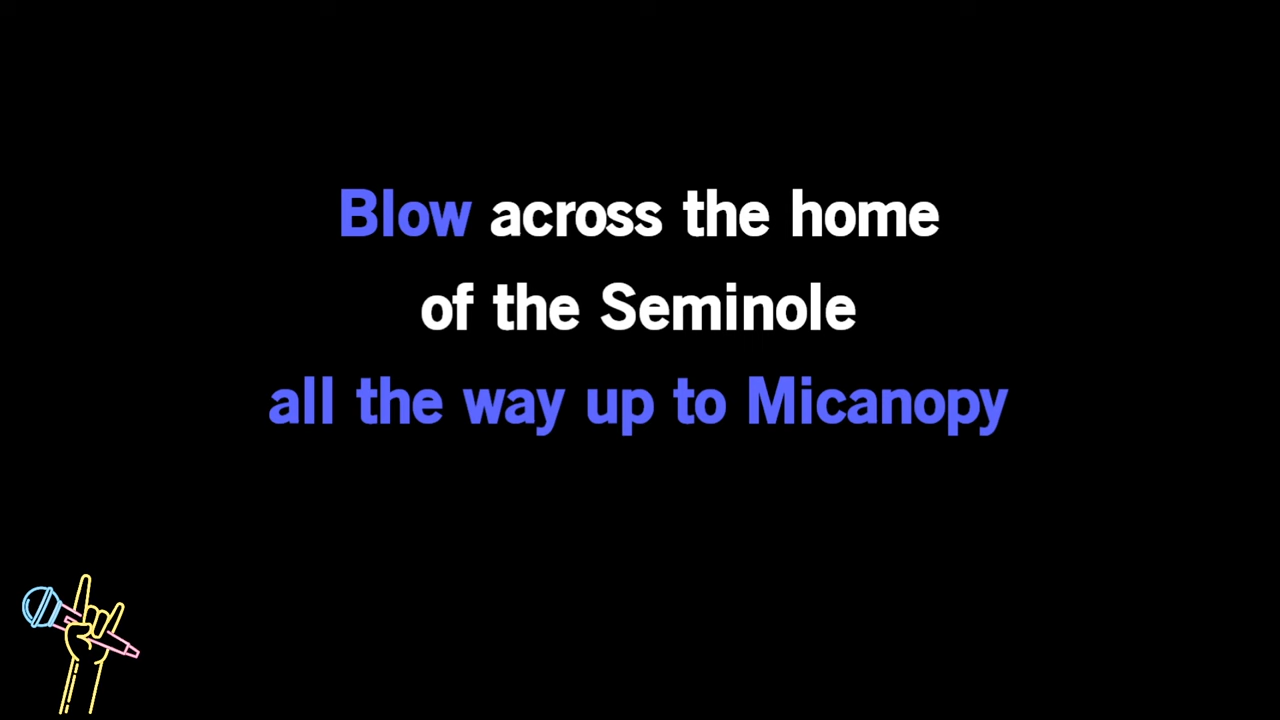 Blow across the home
of the Seminole
all the way up to Micanopy